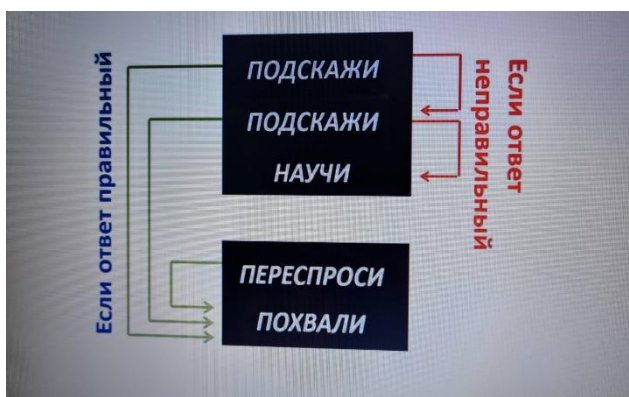 Если ответ правильный
ПОДСКАЖИ
ПОДСКАЖИ
НАУЧИ
ПЕРЕСПРОСИ
ПОХВАЛИ
Если ответ
неправильный